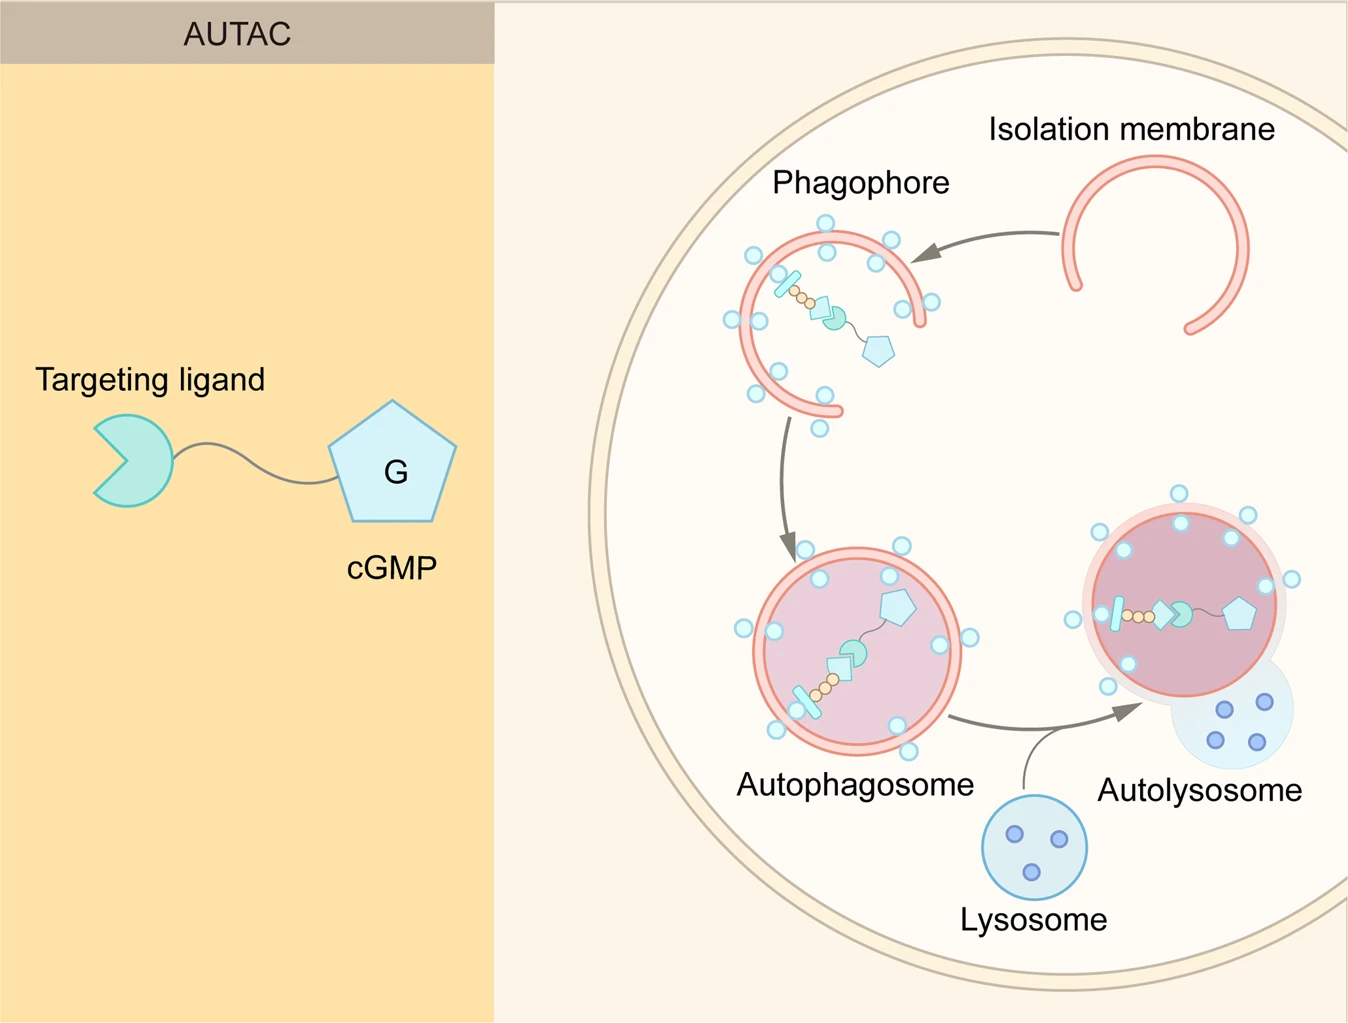 AUTAC
Targeting ligand
G
cGMP
Isolation membrane
Phagophore
Autophagosome
Autolysosome
Lysosome